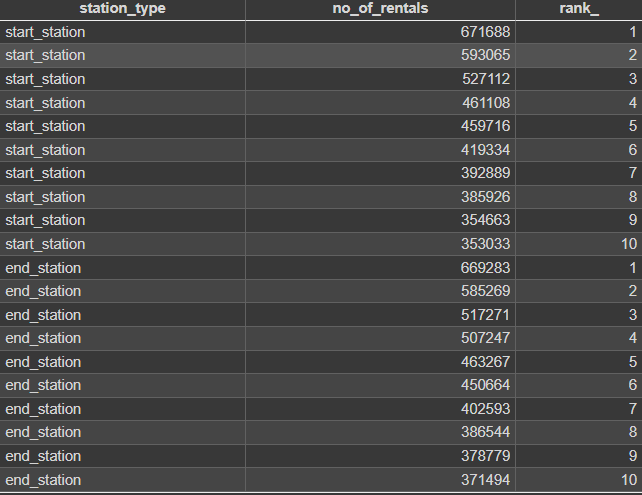 station_type no_of_rentals rank_
start_station 671688 1
start_station 593065 2
start_station 527112 3
start_station 461108 4
start_station 459716 5
start_station 419334 6
start_station 392889 7
start_station 385926 8
start_station 354663 9
start_station 353033 10
end_station 669283 1
end_station 585269 2
end_station 517271 3
end_station 507247 4
end_station 463267 5
end_station 450664 6
end_station 402593 7
end_station 386544 8
end_station 378779 9
end_station 371494 10